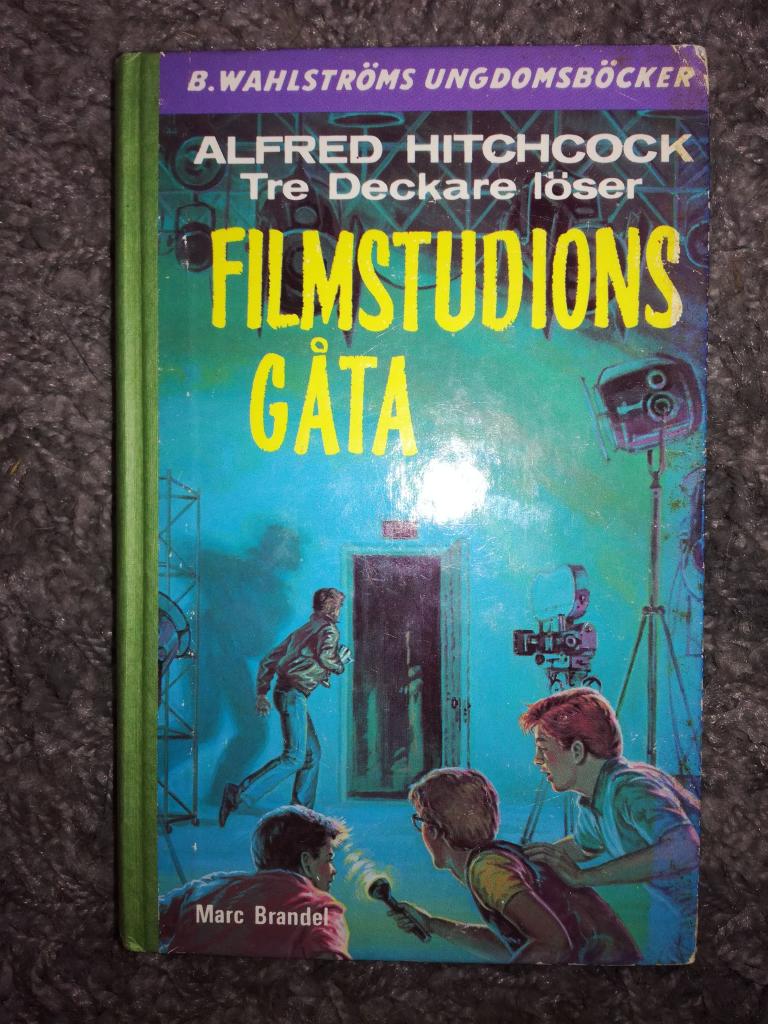 B. WAHLSTRÖMS UNGDOMSBÖCKER
ALFRED HITCHCOCK
Tre Deckare löser
FILMSTUDIONS
GÅTA
Marc Brandel